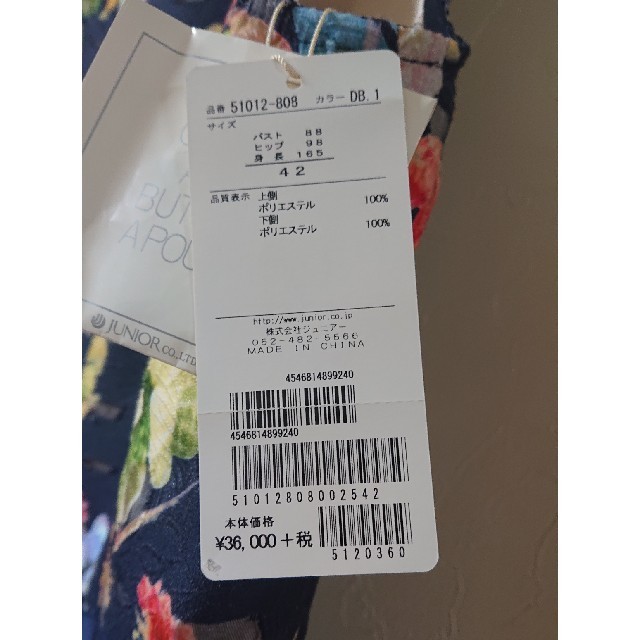 品番 51012-808 カラー DB.1
サイズ
バスト 88
ヒップ 98
身長 165
42
品質表示 上側
ポリエステル 100%
下側
ポリエステル 100%
http://www.junior.co.jp
株式会社ジュニアー
052-482-5566
MADE IN CHINA
4546814899240
4546814899240
51012808002542
本体価格
¥36,000+税
5120360
BUT
A POU
JUNIOR CO.,LTD